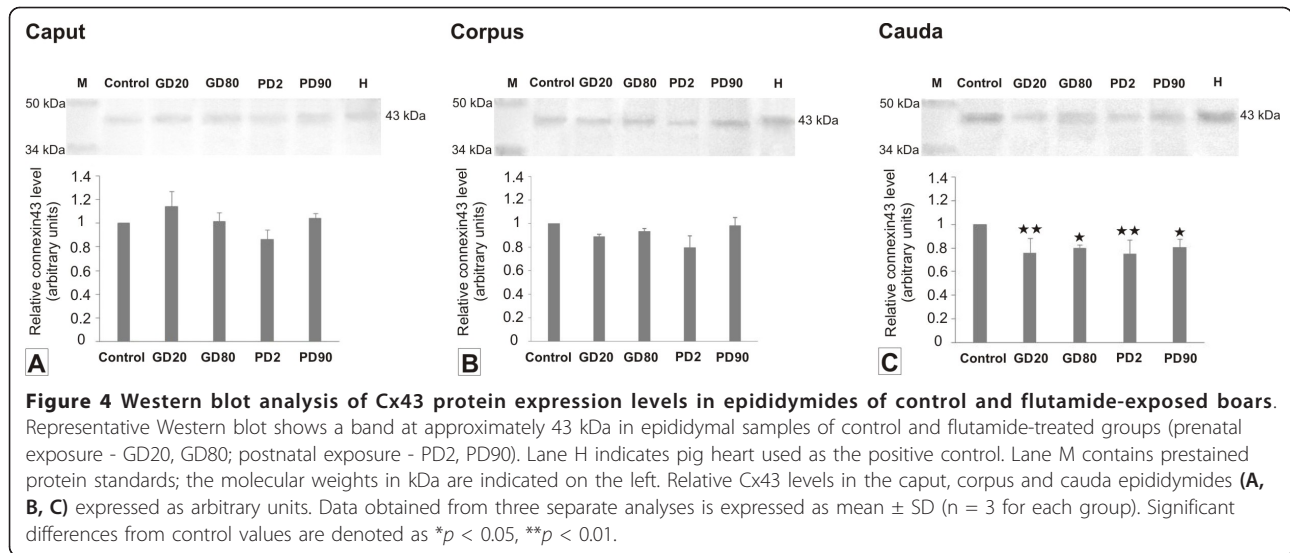 Caput
M Control GD20 GD80 PD2 PD90 H
50 kDa
43 kDa
34 kDa
Relative connexin43 level
(arbitrary units)
1.4
1.2
1
0.8
0.6
0.4
0.2
0
Control GD20 GD80 PD2 PD90
A
Corpus
M Control GD20 GD80 PD2 PD90 H
50 kDa
43 kDa
34 kDa
Relative connexin43 level
(arbitrary units)
1.4
1.2
1
0.8
0.6
0.4
0.2
0
Control GD20 GD80 PD2 PD90
B
Cauda
M Control GD20 GD80 PD2 PD90 H
50 kDa
43 kDa
34 kDa
Relative connexin43 level
(arbitrary units)
1.4
1.2
1
0.8
0.6
0.4
0.2
0
★★ ★ ★★ ★
Control GD20 GD80 PD2 PD90
C
Figure 4 Western blot analysis of Cx43 protein expression levels in epididymides of control and flutamide-exposed boars.
Representative Western blot shows a band at approximately 43 kDa in epididymal samples of control and flutamide-treated groups (prenatal
exposure - GD20, GD80; postnatal exposure - PD2, PD90). Lane H indicates pig heart used as the positive control. Lane M contains prestained
protein standards; the molecular weights in kDa are indicated on the left. Relative Cx43 levels in the caput, corpus and cauda epididymides (A,
B, C) expressed as arbitrary units. Data obtained from three separate analyses is expressed as mean ± SD (n = 3 for each group). Significant
differences from control values are denoted as *p < 0.05, **p < 0.01.